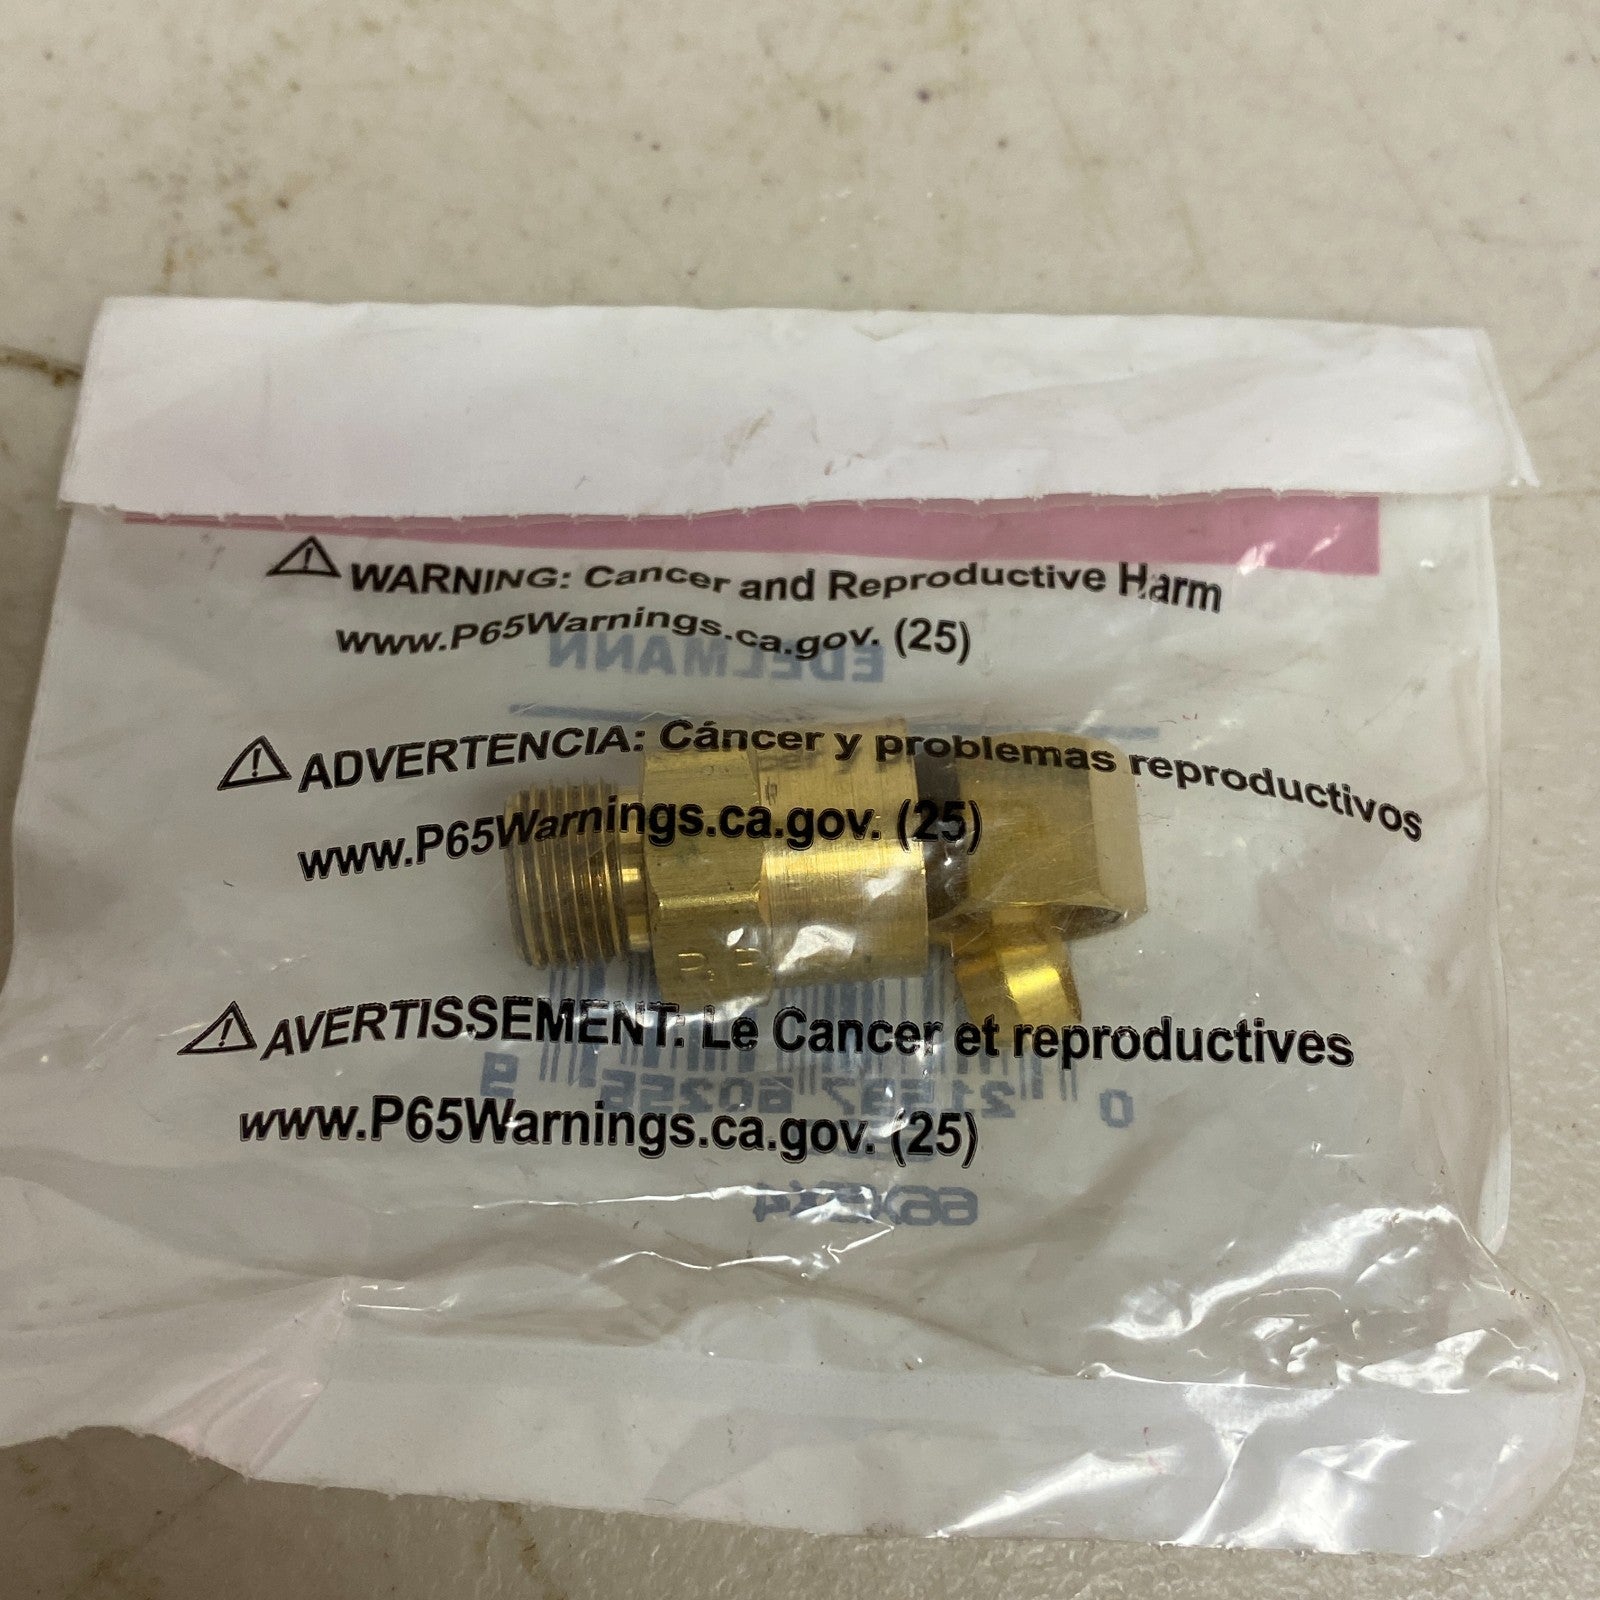 ⚠ WARNING: Cancer and Reproductive Harm
www.P65Warnings.ca.gov. (25)
EDELMANN
⚠ ADVERTENCIA: Cáncer y problemas reproductivos
www.P65Warnings.ca.gov. (25)
⚠ AVERTISSEMENT: Le Cancer et reproductives
www.P65Warnings.ca.gov. (25)